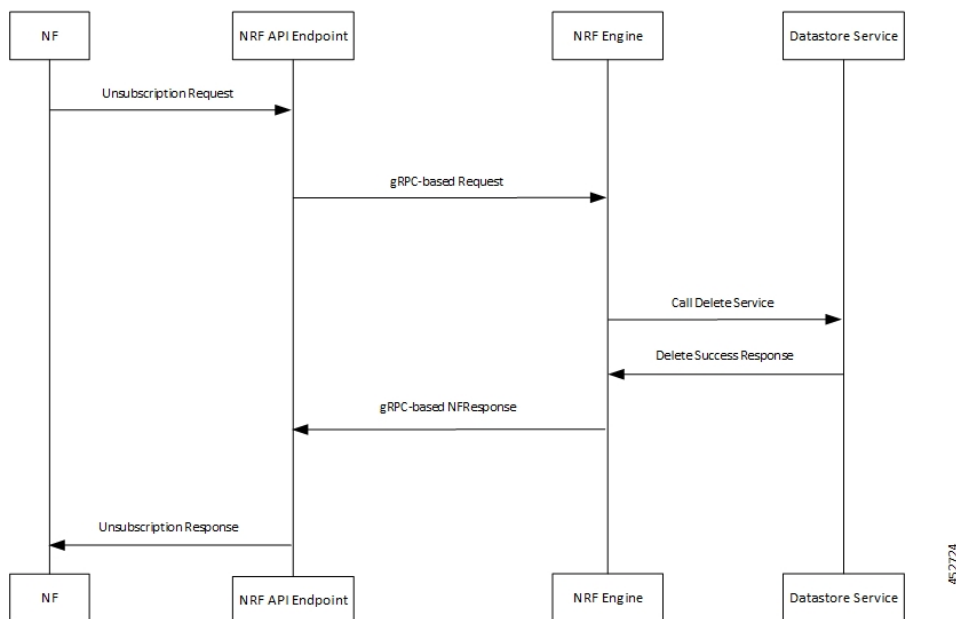 NF
NRF API Endpoint
NRF Engine
Datastore Service
Unsubscription Request
gRPC-based Request
Call Delete Service
Delete Success Response
gRPC-based NFResponse
Unsubscription Response
NF
NRF API Endpoint
NRF Engine
Datastore Service
452724